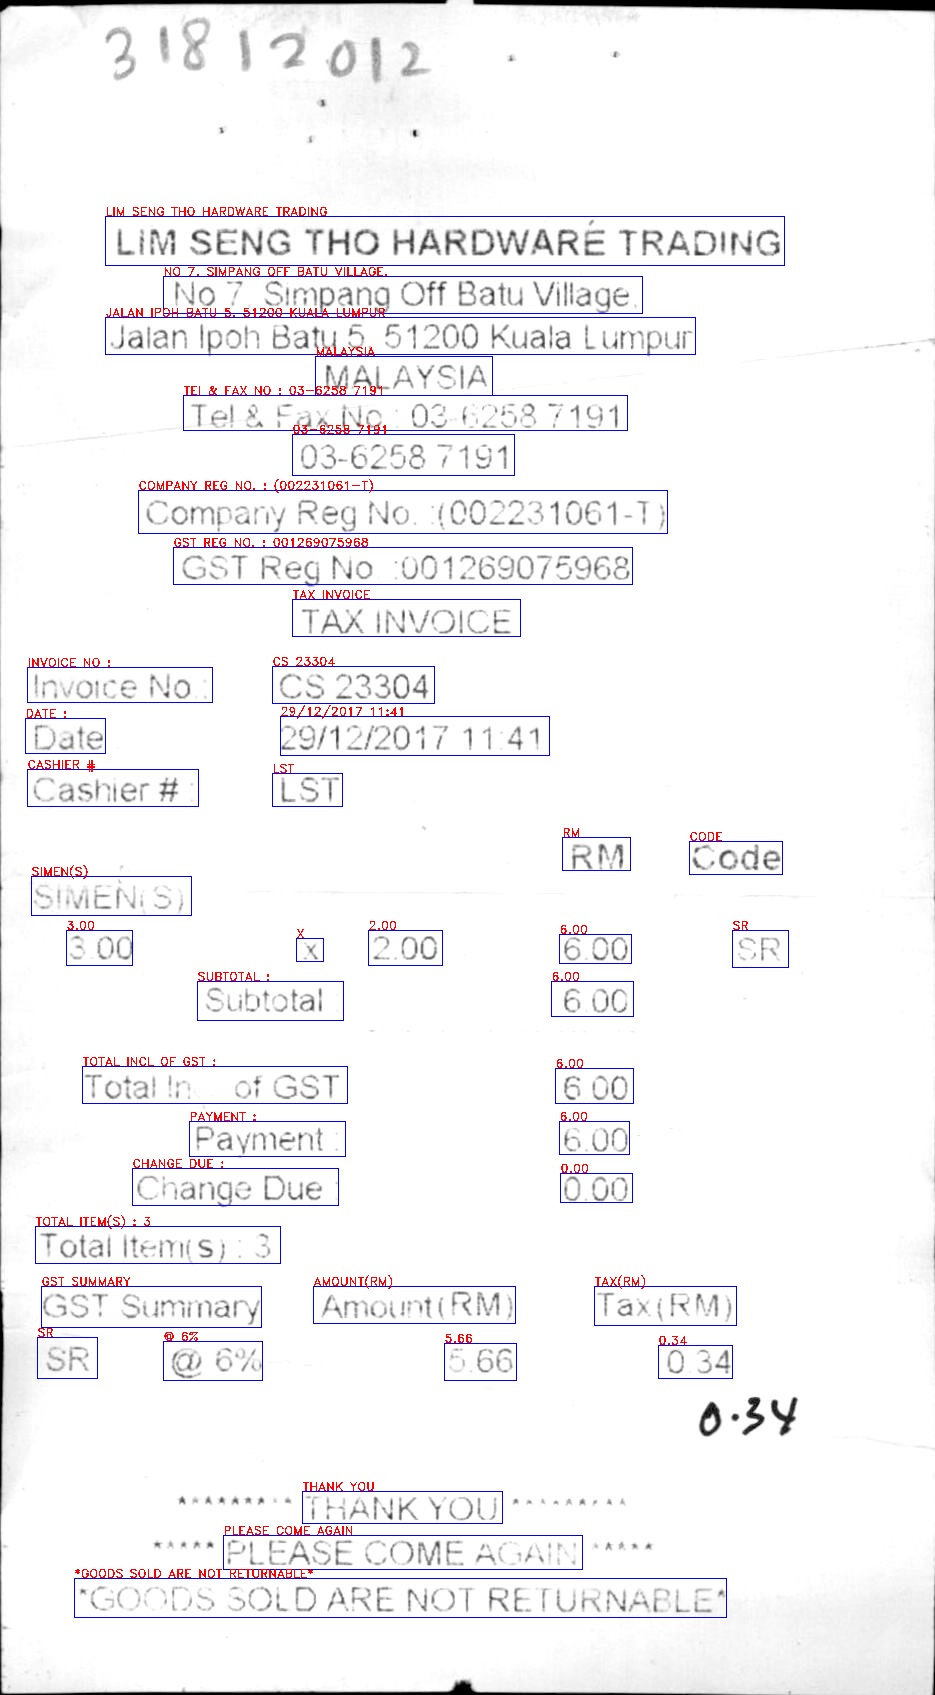 31812012
LIM SENG THO HARDWARE TRADING
LIM SENG THO HARDWARE TRADING
NO 7, SIMPANG OFF BATU VILLAGE,
No 7, Simpang Off Batu Village,
JALAN IPOH BATU 5, 51200 KUALA LUMPUR
Jalan Ipoh Batu 5, 51200 Kuala Lumpur
MALAYSIA
MALAYSIA
TEL & FAX NO : 03-6258 7191
Tel & Fax No : 03-6258 7191
03-6258 7191
03-6258 7191
COMPANY REG NO. : (002231061-T)
Company Reg No. :(002231061-T)
GST REG NO. : 001269075968
GST Reg No :001269075968
TAX INVOICE
TAX INVOICE
INVOICE NO : CS 23304
Invoice No : CS 23304
DATE : 29/12/2017 11:41
Date 29/12/2017 11:41
CASHIER # LST
Cashier # : LST
RM CODE
RM Code
SIMEN(S)
SIMEN(S)
3.00 X 2.00 6.00 SR
3.00 x 2.00 6.00 SR
SUBTOTAL : 6.00
Subtotal 6.00
TOTAL INCL OF GST : 6.00
Total In of GST 6.00
PAYMENT : 6.00
Payment : 6.00
CHANGE DUE : 0.00
Change Due : 0.00
TOTAL ITEM(S) : 3
Total Item(s) : 3
GST SUMMARY AMOUNT(RM) TAX(RM)
GST Summary Amount(RM) Tax(RM)
SR @ 6% 5.66 0.34
SR @ 6% 5.66 0.34
0.34
THANK YOU
********* THANK YOU *********
PLEASE COME AGAIN
***** PLEASE COME AGAIN *****
*GOODS SOLD ARE NOT RETURNABLE*
*GOODS SOLD ARE NOT RETURNABLE*